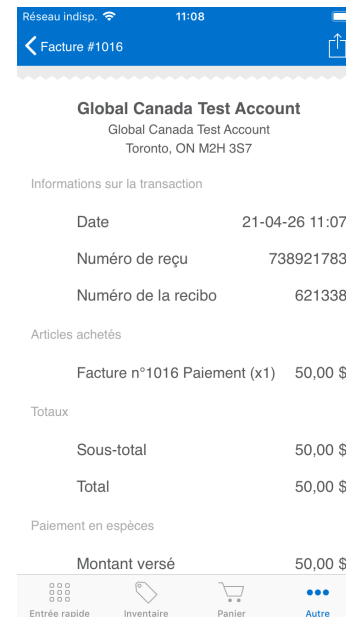 Réseau indisp. 11:08
Facture #1016
Global Canada Test Account
Global Canada Test Account
Toronto, ON M2H 3S7
Informations sur la transaction
Date 21-04-26 11:07
Numéro de reçu 738921783
Numéro de la recibo 621338
Articles achetés
Facture n°1016 Paiement (x1) 50,00 $
Totaux
Sous-total 50,00 $
Total 50,00 $
Paiement en espèces
Montant versé 50,00 $
Entrée rapide Inventaire Panier Autre